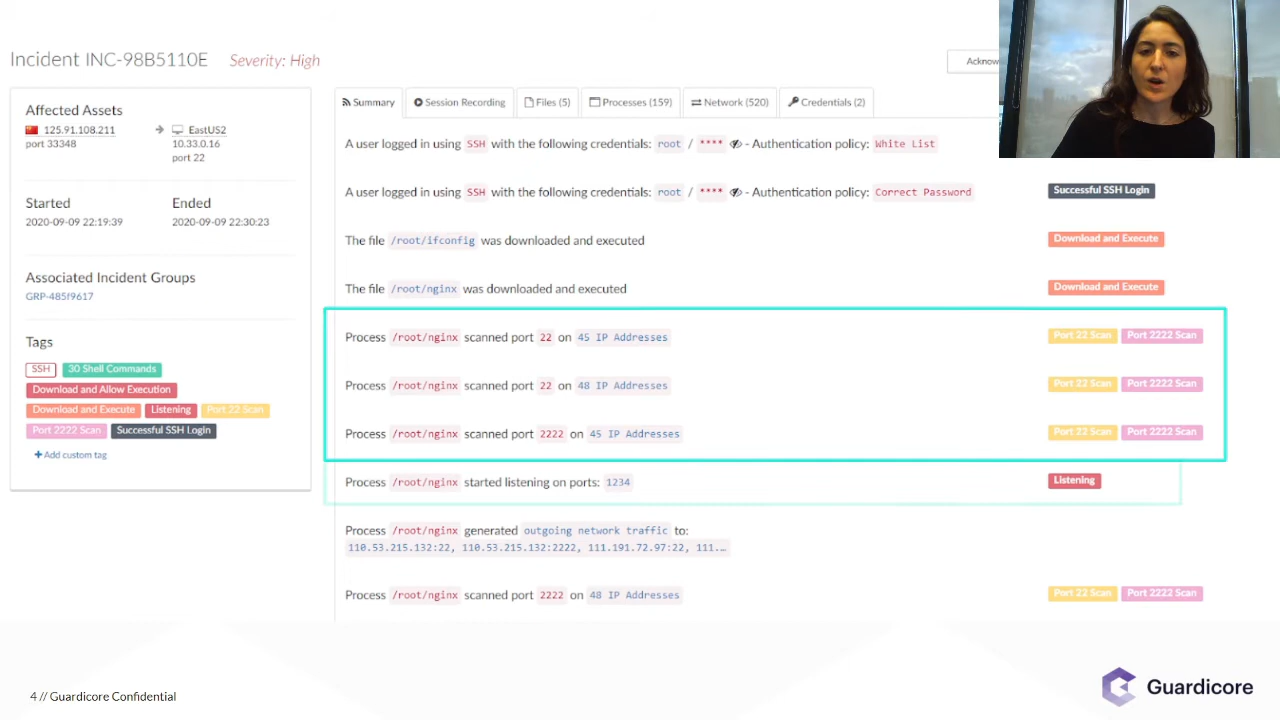 Incident INC-98B5110E Severity: High
Acknow
Affected Assets
125.91.108.211 EastUS2
port 33348 10.33.0.16
port 22
Started Ended
2020-09-09 22:19:39 2020-09-09 22:30:23
Associated Incident Groups
GRP-485f9617
Tags
SSH 30 Shell Commands
Download and Allow Execution
Download and Execute Listening Port 22 Scan
Port 2222 Scan Successful SSH Login
+ Add custom tag
Summary Session Recording Files (5) Processes (159) Network (520) Credentials (2)
A user logged in using SSH with the following credentials: root / **** - Authentication policy: White List
A user logged in using SSH with the following credentials: root / **** - Authentication policy: Correct Password Successful SSH Login
The file /root/ifconfig was downloaded and executed Download and Execute
The file /root/nginx was downloaded and executed Download and Execute
Process /root/nginx scanned port 22 on 45 IP Addresses Port 22 Scan Port 2222 Scan
Process /root/nginx scanned port 22 on 48 IP Addresses Port 22 Scan Port 2222 Scan
Process /root/nginx scanned port 2222 on 45 IP Addresses Port 22 Scan Port 2222 Scan
Process /root/nginx started listening on ports: 1234 Listening
Process /root/nginx generated outgoing network traffic to:
110.53.215.132:22, 110.53.215.132:2222, 111.191.72.97:22, 111...
Process /root/nginx scanned port 2222 on 48 IP Addresses Port 22 Scan Port 2222 Scan
4 // Guardicore Confidential
Guardicore